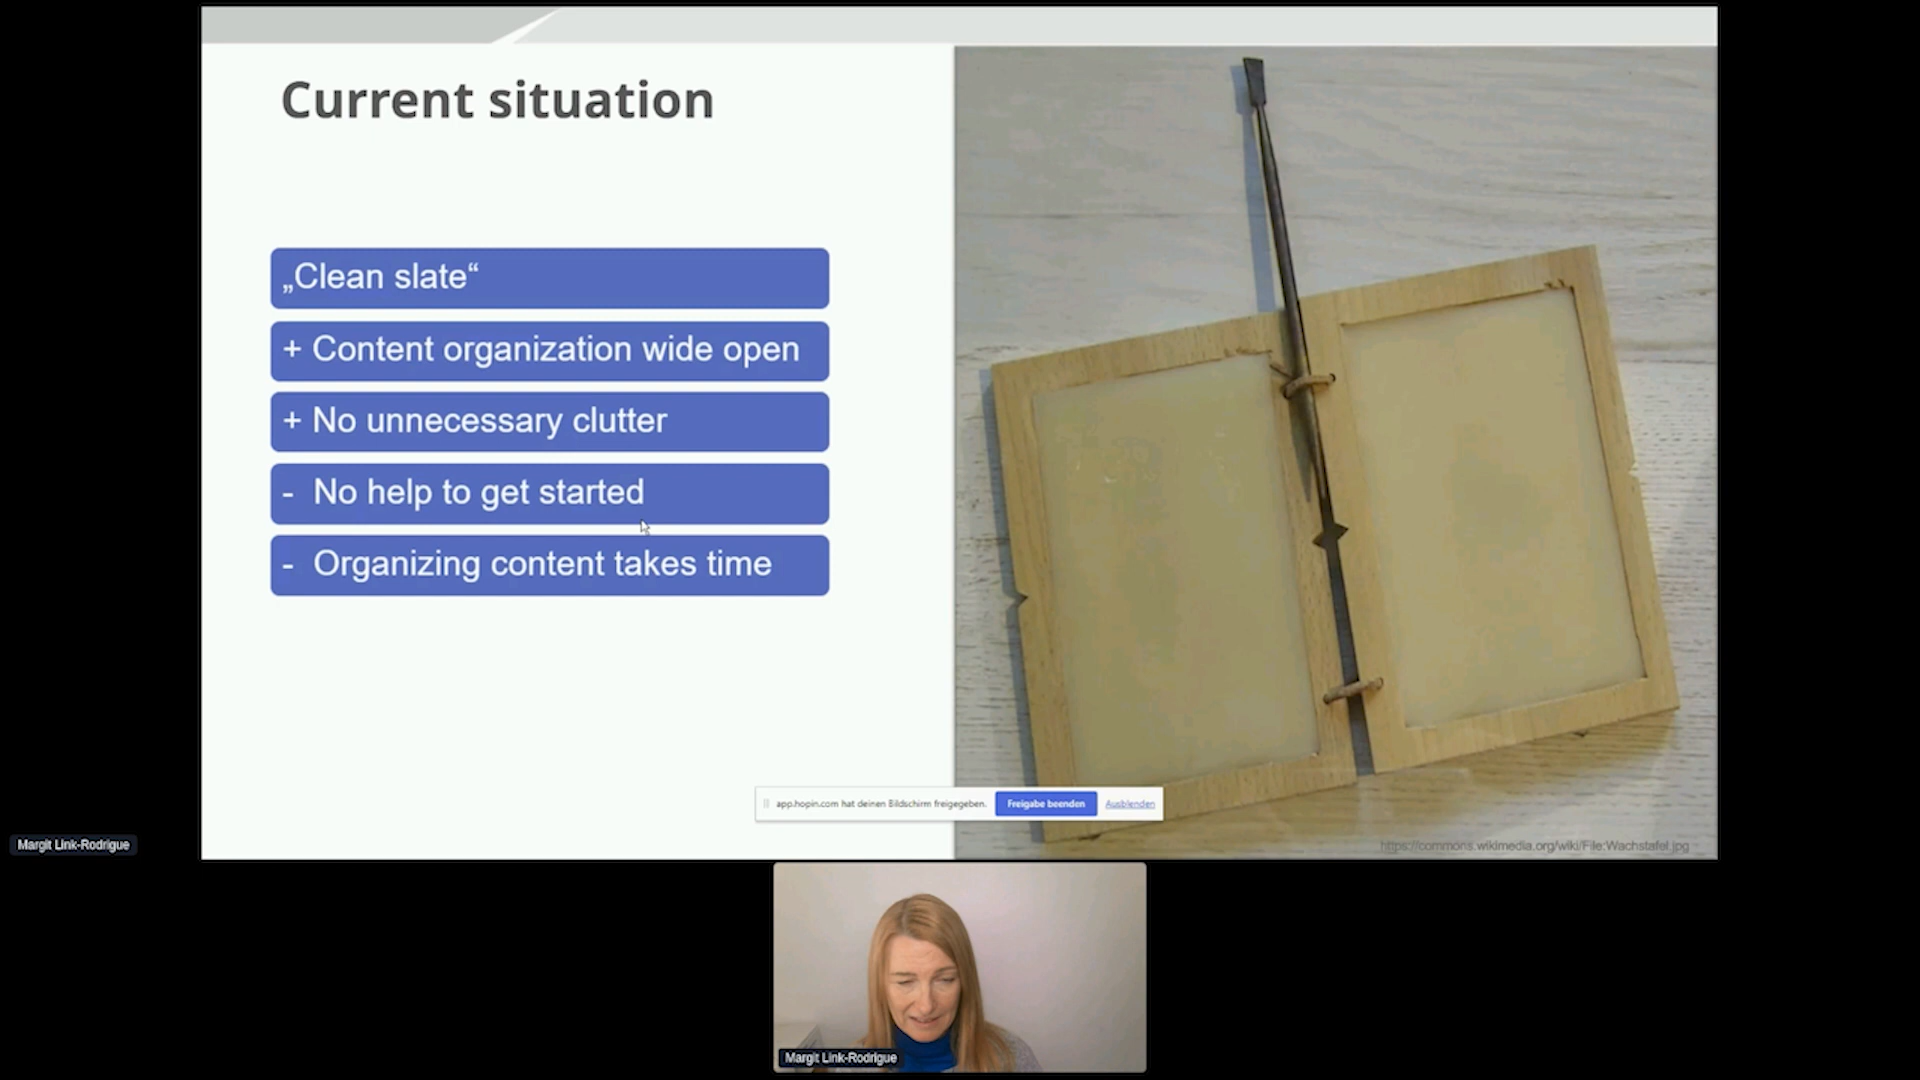 Current situation
„Clean slate“
+ Content organization wide open
+ No unnecessary clutter
- No help to get started
- Organizing content takes time
app.hopin.com hat deinen Bildschirm freigegeben. Freigabe beenden Ausblenden
https://commons.wikimedia.org/wiki/File:Wachstafel.jpg
Margit Link-Rodrigue
Margit Link-Rodrigue